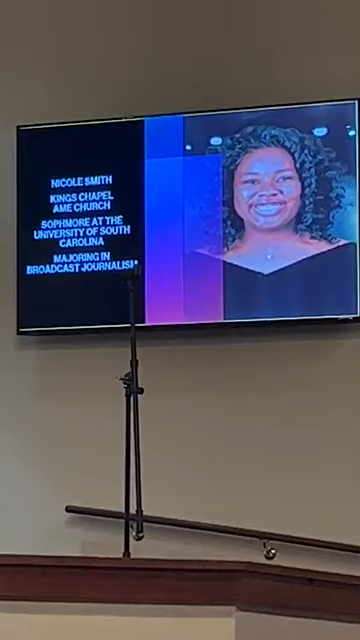 NICOLE SMITH
KINGS CHAPEL
AME CHURCH
SOPHMORE AT THE
UNIVERSITY OF SOUTH
CAROLINA
MAJORING IN
BROADCAST JOURNALISM